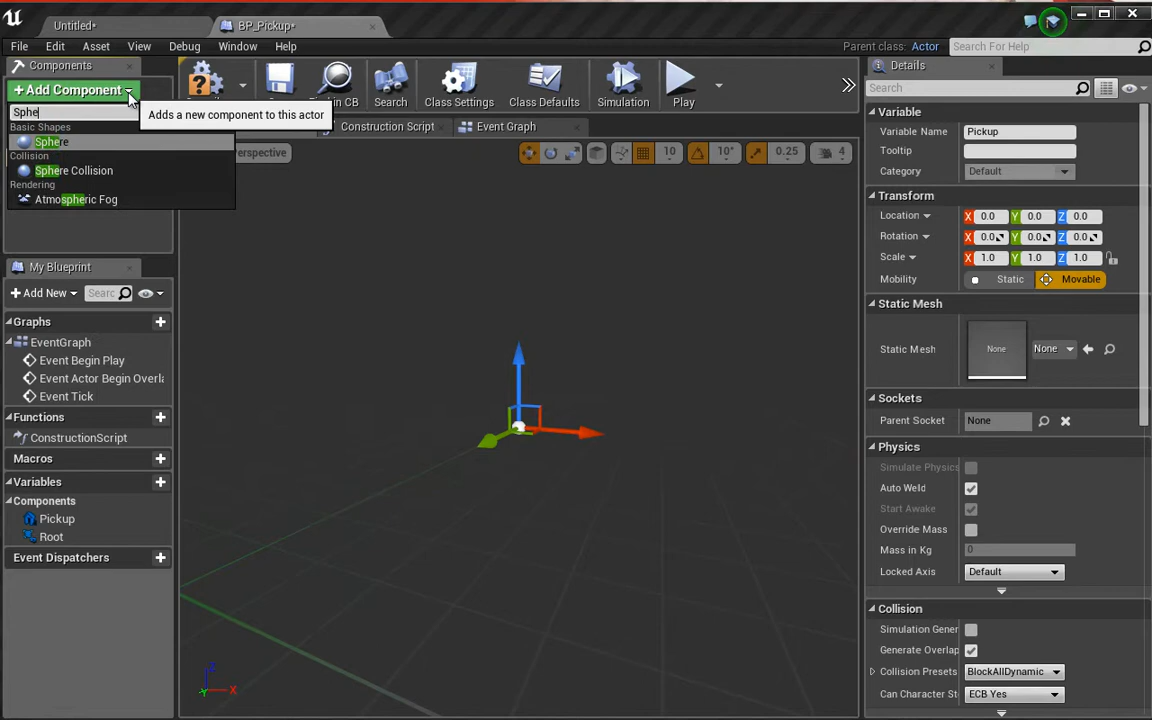 Untitled*
BP_Pickup*
File Edit Asset View Debug Window Help
Parent class: Actor
Search For Help
Components
+Add Component
Adds a new component to this actor
Sphe
Basic Shapes
Sphere
Collision
Sphere Collision
Rendering
Atmospheric Fog
in CB
Search
Class Settings
Class Defaults
Simulation
Play
Construction Script
Event Graph
erspective
10
10°
0.25
4
My Blueprint
+Add New
Searc
Graphs
EventGraph
Event Begin Play
Event Actor Begin Overla
Event Tick
Functions
ConstructionScript
Macros
Variables
Components
Pickup
Root
Event Dispatchers
Z
X
Y
Details
Search
Variable
Variable Name Pickup
Tooltip
Category Default
Transform
Location X 0.0 Y 0.0 Z 0.0
Rotation X 0.0 Y 0.0 Z 0.0
Scale X 1.0 Y 1.0 Z 1.0
Mobility Static Movable
Static Mesh
Static Mesh None None
Sockets
Parent Socket None
Physics
Simulate Physics
Auto Weld
Start Awake
Override Mass
Mass in Kg 0
Locked Axis Default
Collision
Simulation Gener
Generate Overlap
Collision Presets BlockAllDynamic
Can Character St ECB Yes